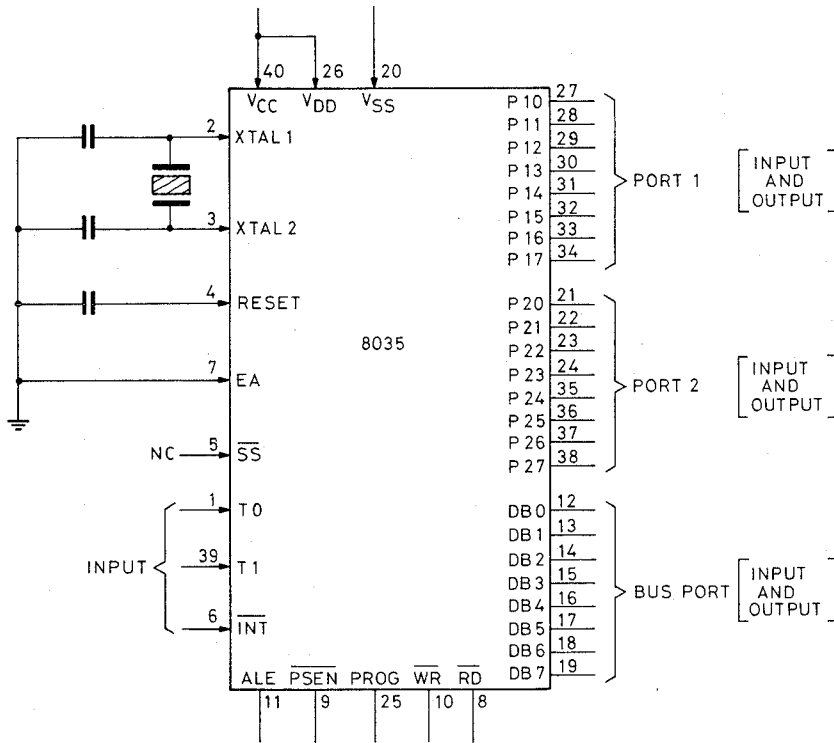 40 26 20
VCC VDD VSS
2 XTAL1
3 XTAL2
4 RESET
7 EA
NC 5 SS
1 T0
INPUT 39 T1
6 INT
8035
P10 27
P11 28
P12 29
P13 30
P14 31
P15 32
P16 33
P17 34
PORT 1
INPUT
AND
OUTPUT
P20 21
P21 22
P22 23
P23 24
P24 35
P25 36
P26 37
P27 38
PORT 2
INPUT
AND
OUTPUT
DB0 12
DB1 13
DB2 14
DB3 15
DB4 16
DB5 17
DB6 18
DB7 19
BUS PORT
INPUT
AND
OUTPUT
ALE PSEN PROG WR RD
11 9 25 10 8